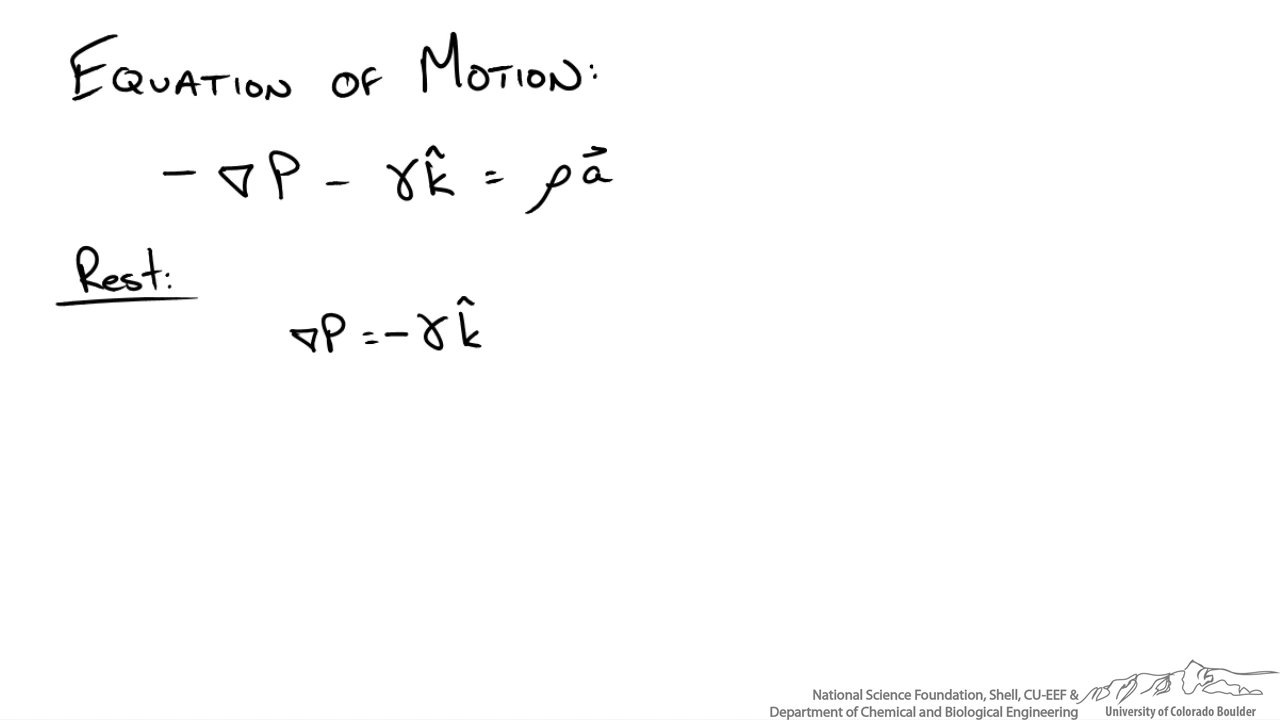 EQUATION OF MOTION:
- ∇P - γk̂ = ρa⃗
Rest:
∇P = - γk̂
National Science Foundation, Shell, CU-EEF &
Department of Chemical and Biological Engineering
University of Colorado Boulder